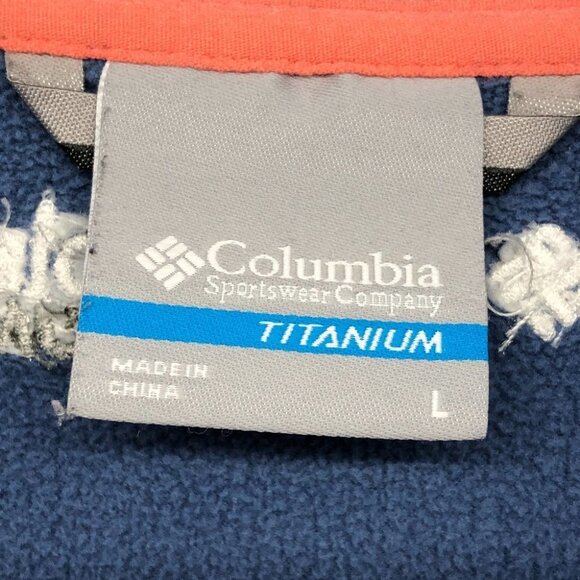 Columbia
Sportswear Company
TITANIUM
MADE IN
CHINA
L